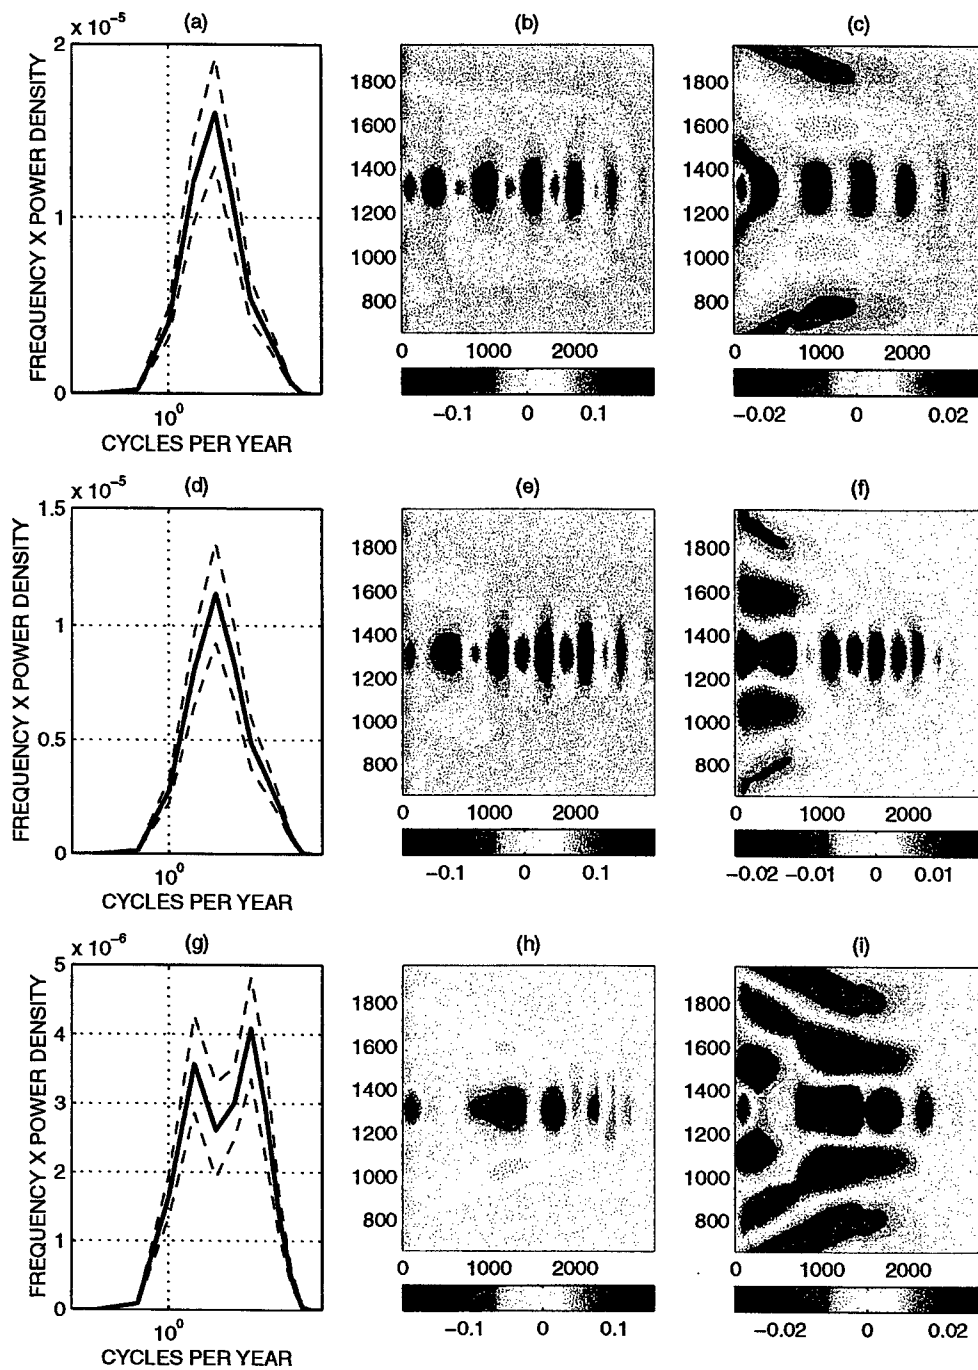 (a)
x 10⁻⁵
2
1
0
FREQUENCY X POWER DENSITY
10⁰
CYCLES PER YEAR
(b)
1800
1600
1400
1200
1000
800
0 1000 2000
−0.1 0 0.1
(c)
1800
1600
1400
1200
1000
800
0 1000 2000
−0.02 0 0.02
(d)
x 10⁻⁵
1.5
1
0.5
0
FREQUENCY X POWER DENSITY
10⁰
CYCLES PER YEAR
(e)
1800
1600
1400
1200
1000
800
0 1000 2000
−0.1 0 0.1
(f)
1800
1600
1400
1200
1000
800
0 1000 2000
−0.02 −0.01 0 0.01
(g)
x 10⁻⁶
5
4
3
2
1
0
FREQUENCY X POWER DENSITY
10⁰
CYCLES PER YEAR
(h)
1800
1600
1400
1200
1000
800
0 1000 2000
−0.1 0 0.1
(i)
1800
1600
1400
1200
1000
800
0 1000 2000
−0.02 0 0.02